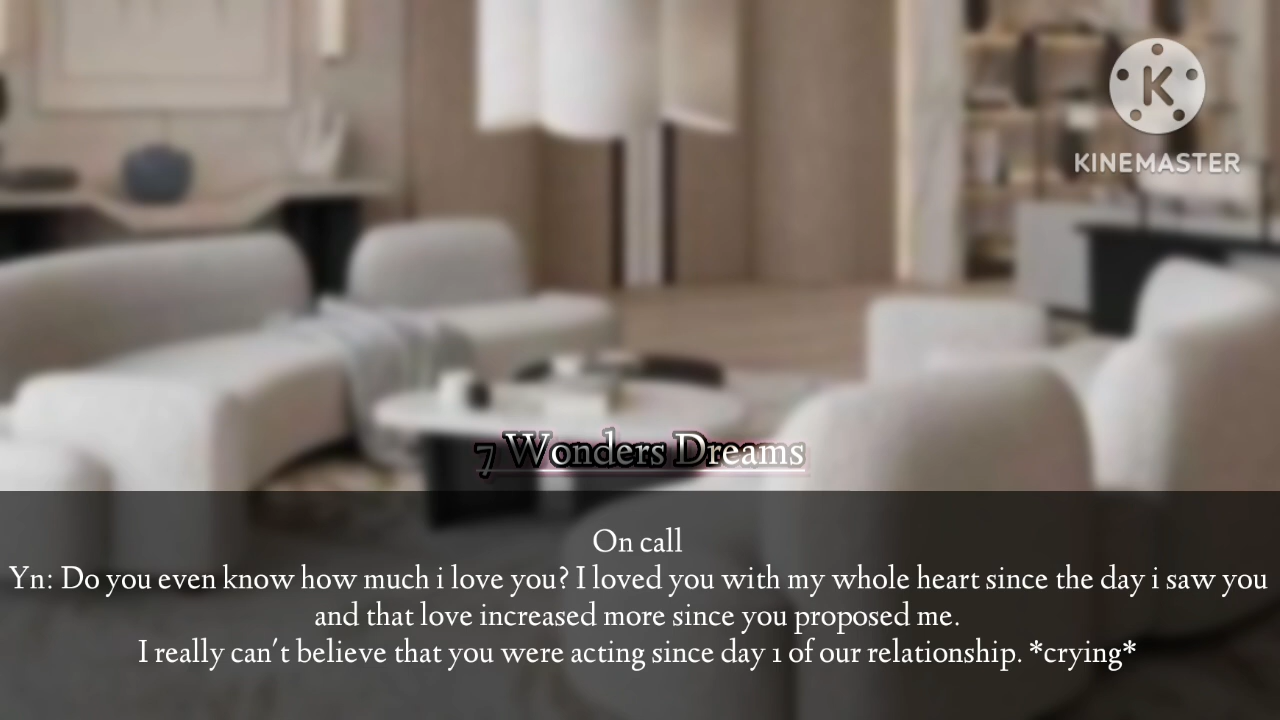 KINEMASTER
7 Wonders Dreams
On call
Yn: Do you even know how much i love you? I loved you with my whole heart since the day i saw you
and that love increased more since you proposed me.
I really can't believe that you were acting since day 1 of our relationship. *crying*